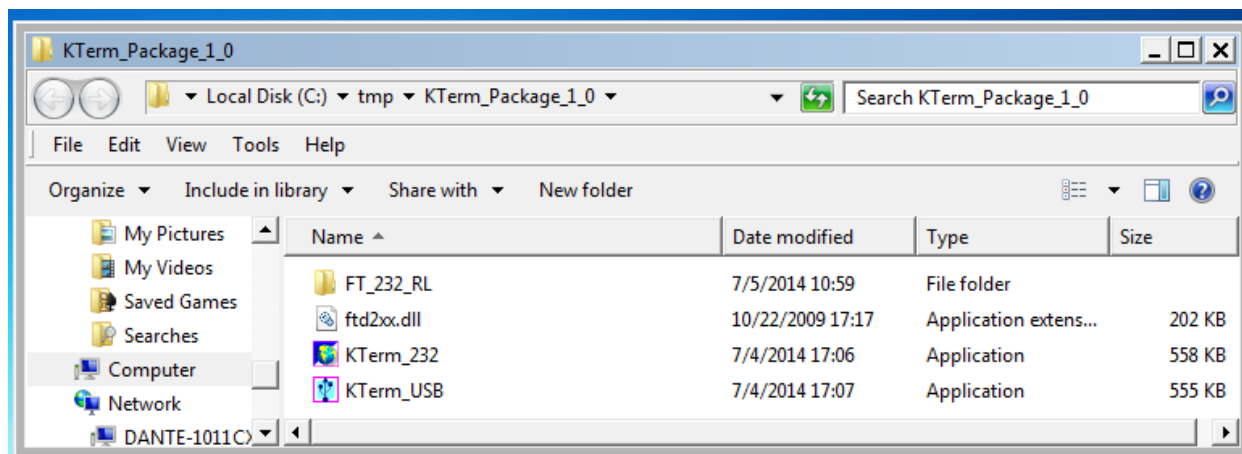 KTerm_Package_1_0
Local Disk (C:) tmp KTerm_Package_1_0 Search KTerm_Package_1_0
File Edit View Tools Help
Organize Include in library Share with New folder
My Pictures Name Date modified Type Size
My Videos FT_232_RL 7/5/2014 10:59 File folder
Saved Games ftd2xx.dll 10/22/2009 17:17 Application extens... 202 KB
Searches KTerm_232 7/4/2014 17:06 Application 558 KB
Computer KTerm_USB 7/4/2014 17:07 Application 555 KB
Network
DANTE-1011C